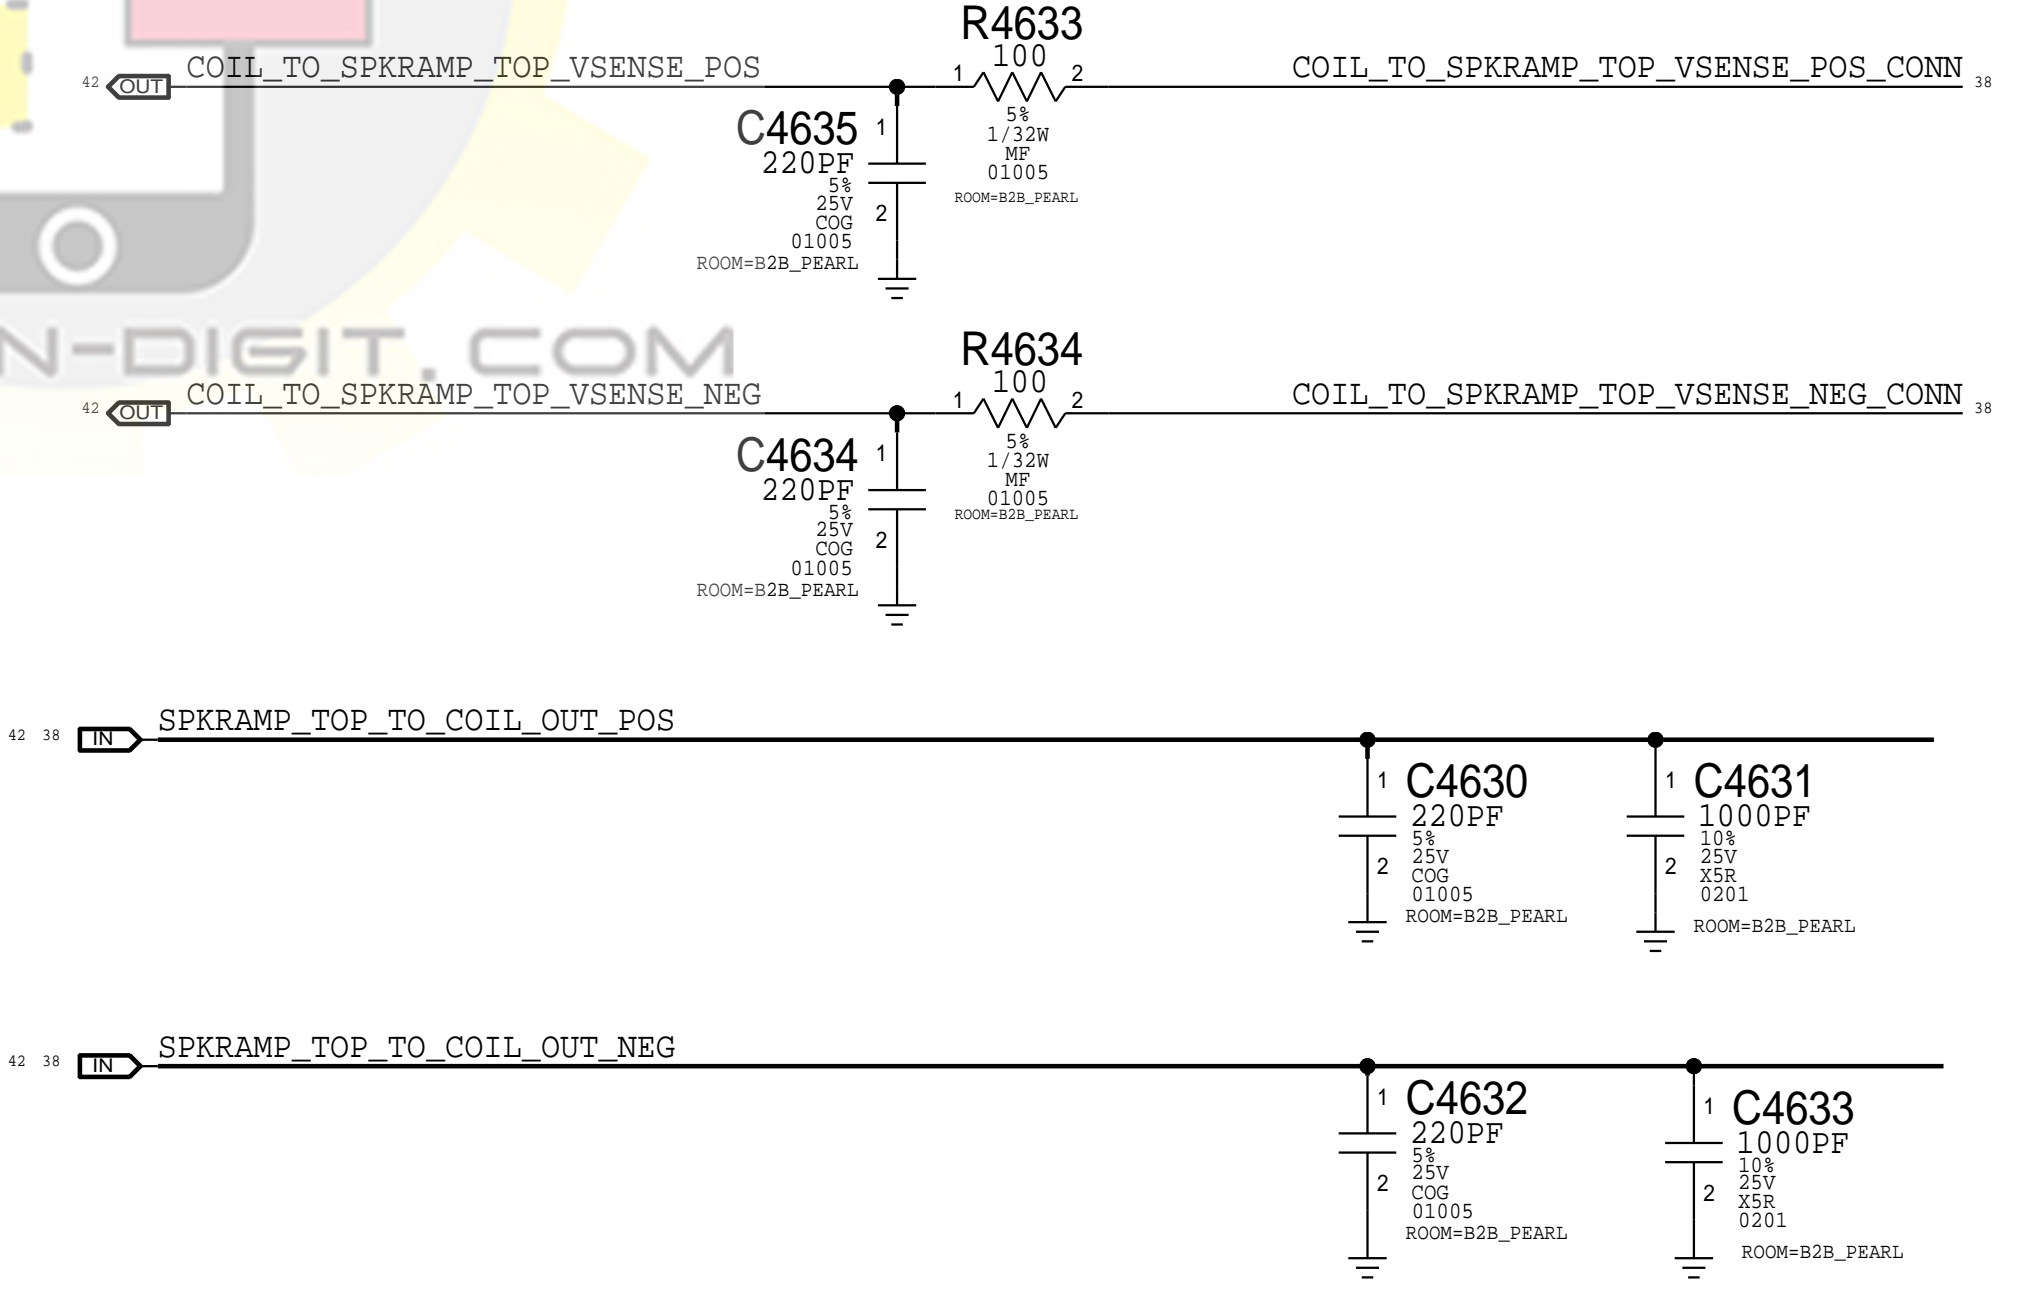 R4633
100
42 OUT COIL_TO_SPKRAMP_TOP_VSENSE_POS 1 2 COIL_TO_SPKRAMP_TOP_VSENSE_POS_CONN 38
5%
1/32W
MF
01005
ROOM=B2B_PEARL
C4635 1
220PF
5%
25V
COG 2
01005
ROOM=B2B_PEARL
N-DIGIT.COM
R4634
100
42 OUT COIL_TO_SPKRAMP_TOP_VSENSE_NEG 1 2 COIL_TO_SPKRAMP_TOP_VSENSE_NEG_CONN 38
5%
1/32W
MF
01005
ROOM=B2B_PEARL
C4634 1
220PF
5%
25V
COG 2
01005
ROOM=B2B_PEARL
42 38 IN SPKRAMP_TOP_TO_COIL_OUT_POS
1 C4630
220PF
5%
25V
2 COG
01005
ROOM=B2B_PEARL
1 C4631
1000PF
10%
25V
2 X5R
0201
ROOM=B2B_PEARL
42 38 IN SPKRAMP_TOP_TO_COIL_OUT_NEG
1 C4632
220PF
5%
25V
2 COG
01005
ROOM=B2B_PEARL
1 C4633
1000PF
10%
25V
2 X5R
0201
ROOM=B2B_PEARL